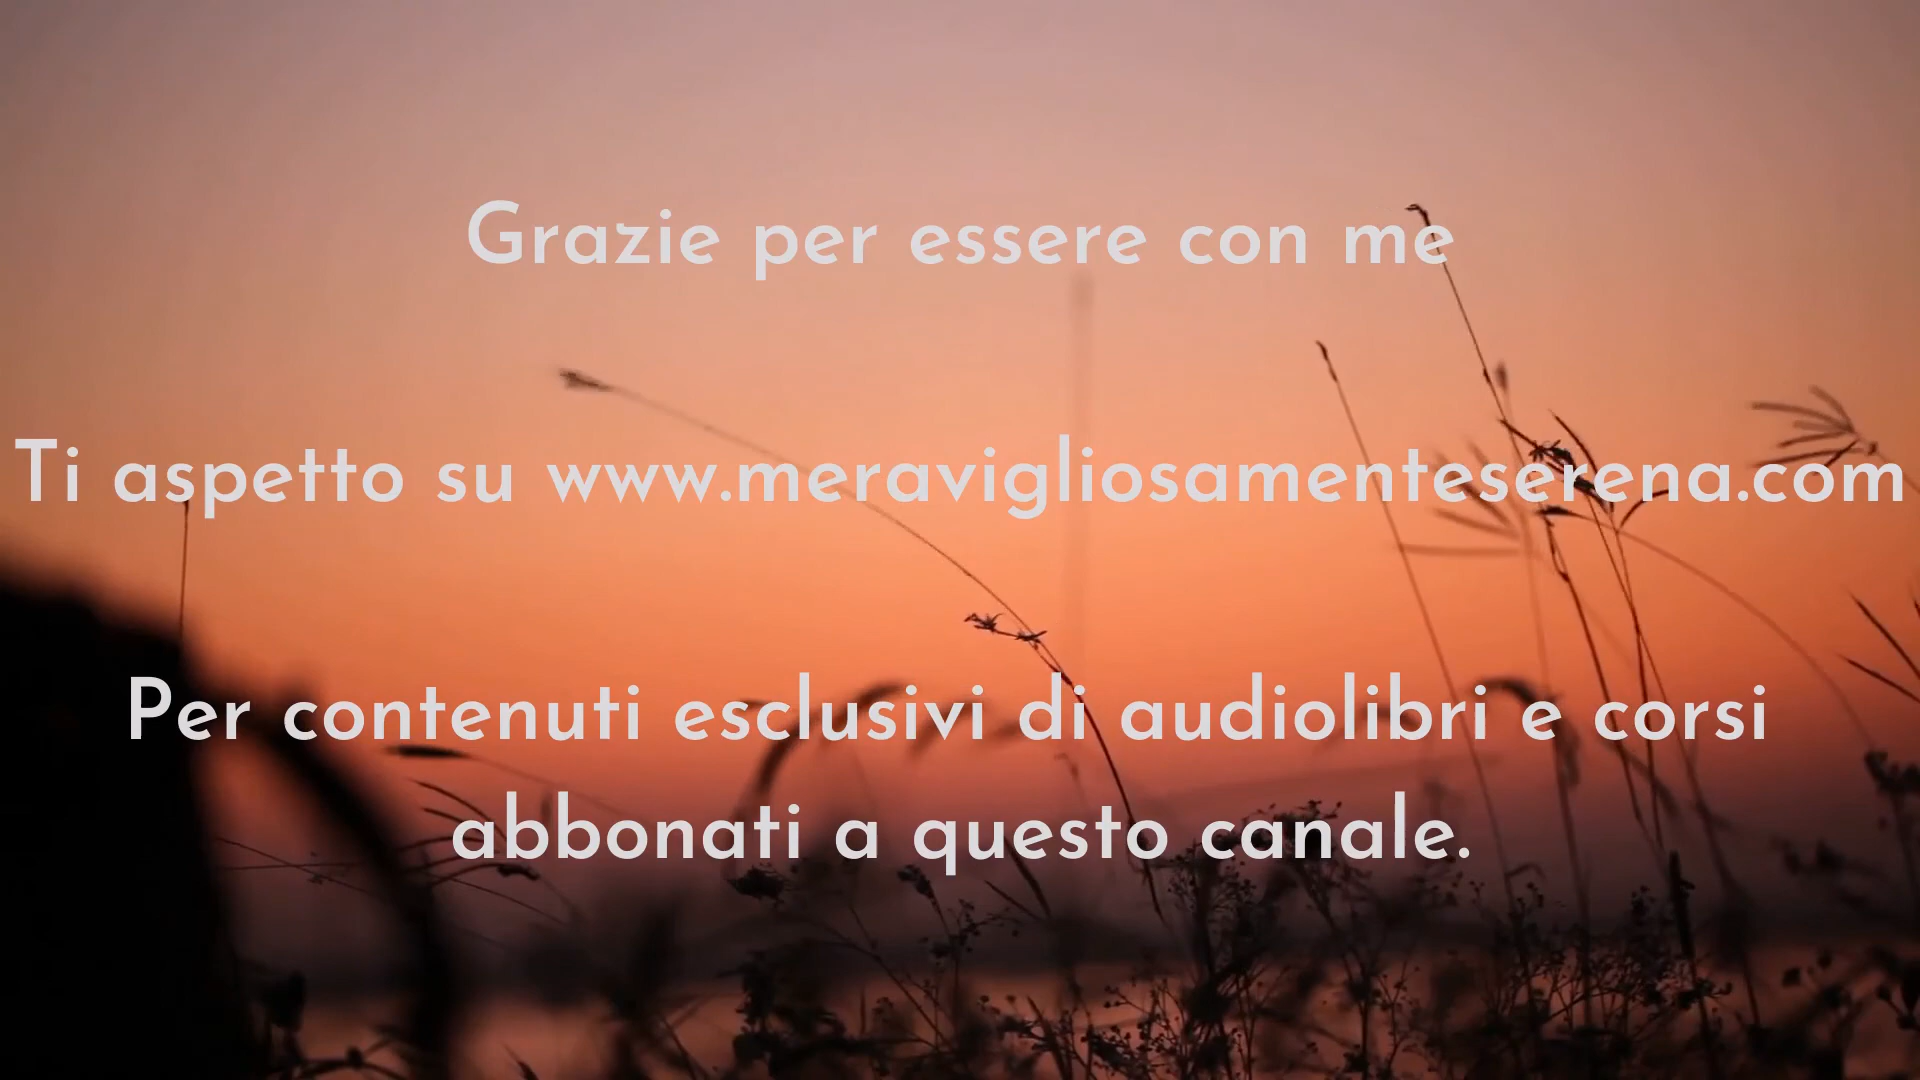 Grazie per essere con me
Ti aspetto su www.meravigliosamenteserena.com
Per contenuti esclusivi di audiolibri e corsi
abbonati a questo canale.